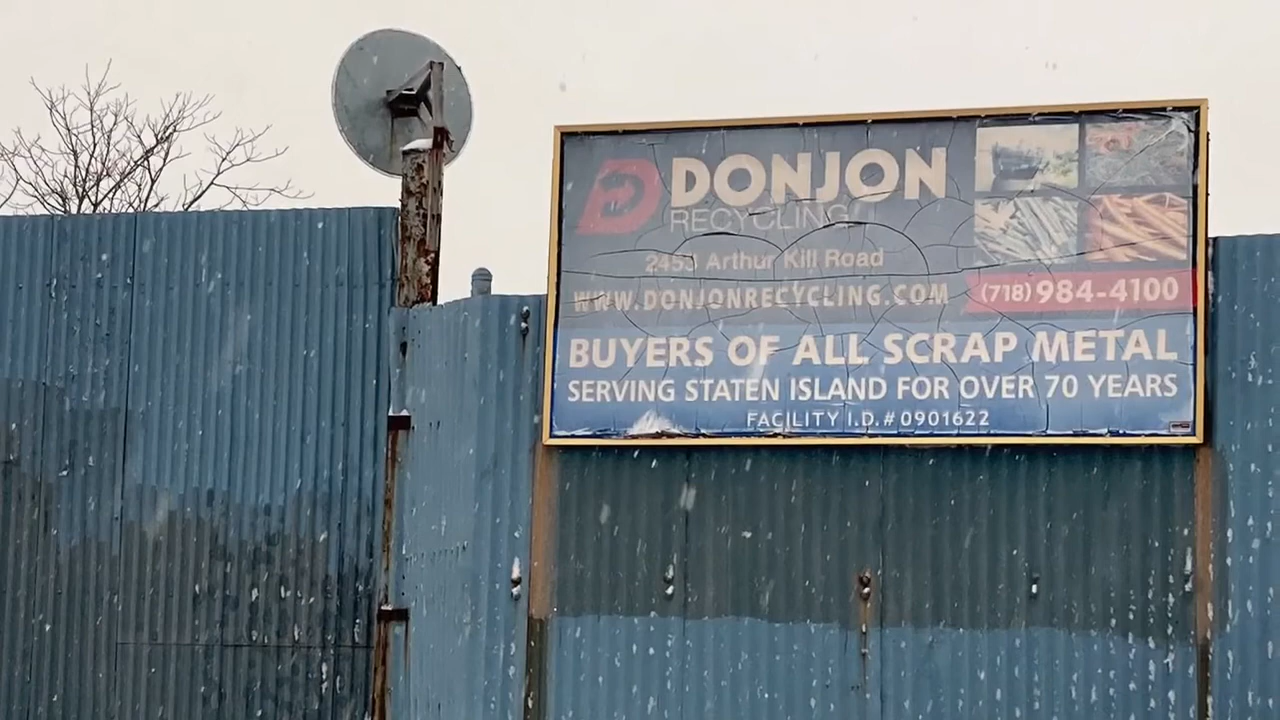 D DONJON
RECYCLING
2453 Arthur Kill Road
WWW.DONJONRECYCLING.COM
(718) 984-4100
BUYERS OF ALL SCRAP METAL
SERVING STATEN ISLAND FOR OVER 70 YEARS
FACILITY I.D.# 0901622